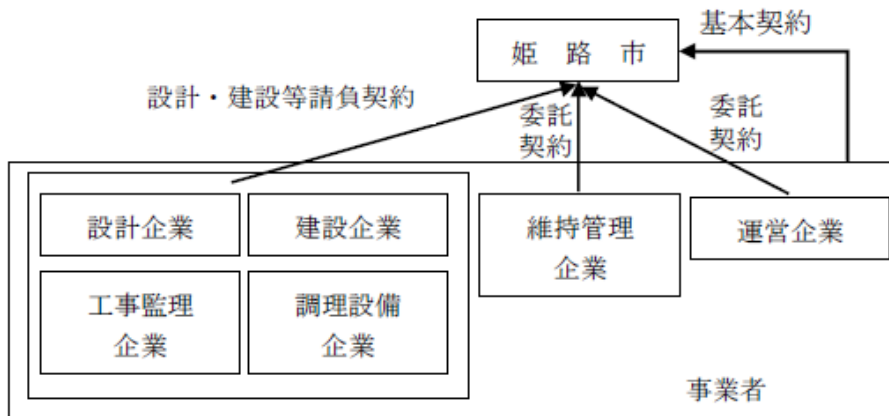 基本契約
姫 路 市
設計・建設等請負契約
委託
契約
委託
契約
設計企業
建設企業
維持管理
企業
運営企業
工事監理
企業
調理設備
企業
事業者